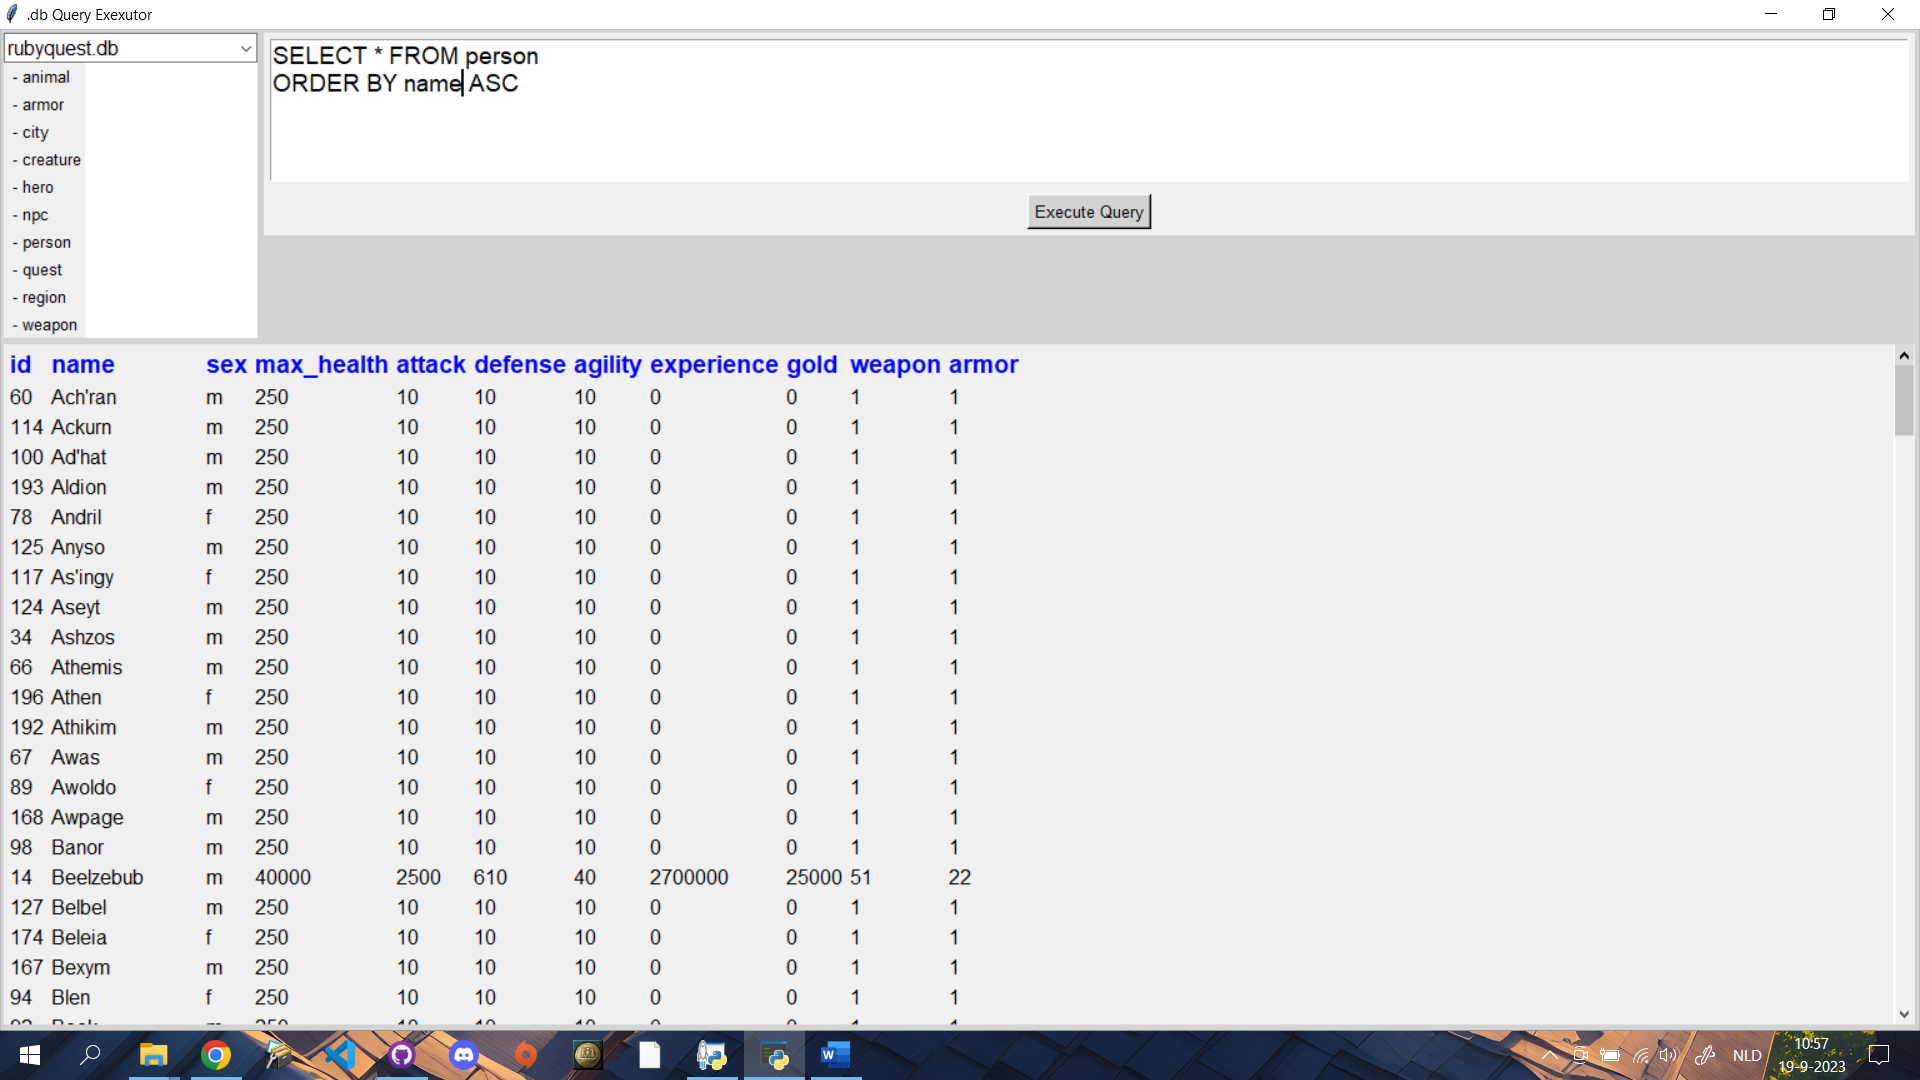 .db Query Exexutor
rubyquest.db
- animal
- armor
- city
- creature
- hero
- npc
- person
- quest
- region
- weapon
SELECT * FROM person
ORDER BY name ASC
Execute Query
id name sex max_health attack defense agility experience gold weapon armor
60 Ach'ran m 250 10 10 10 0 0 1 1
114 Ackurn m 250 10 10 10 0 0 1 1
100 Ad'hat m 250 10 10 10 0 0 1 1
193 Aldion m 250 10 10 10 0 0 1 1
78 Andril f 250 10 10 10 0 0 1 1
125 Anyso m 250 10 10 10 0 0 1 1
117 As'ingy f 250 10 10 10 0 0 1 1
124 Aseyt m 250 10 10 10 0 0 1 1
34 Ashzos m 250 10 10 10 0 0 1 1
66 Athemis m 250 10 10 10 0 0 1 1
196 Athen f 250 10 10 10 0 0 1 1
192 Athikim m 250 10 10 10 0 0 1 1
67 Awas m 250 10 10 10 0 0 1 1
89 Awoldo f 250 10 10 10 0 0 1 1
168 Awpage m 250 10 10 10 0 0 1 1
98 Banor m 250 10 10 10 0 0 1 1
14 Beelzebub m 40000 2500 610 40 2700000 25000 51 22
127 Belbel m 250 10 10 10 0 0 1 1
174 Beleia f 250 10 10 10 0 0 1 1
167 Bexym m 250 10 10 10 0 0 1 1
94 Blen f 250 10 10 10 0 0 1 1
NLD
10:57
19-9-2023